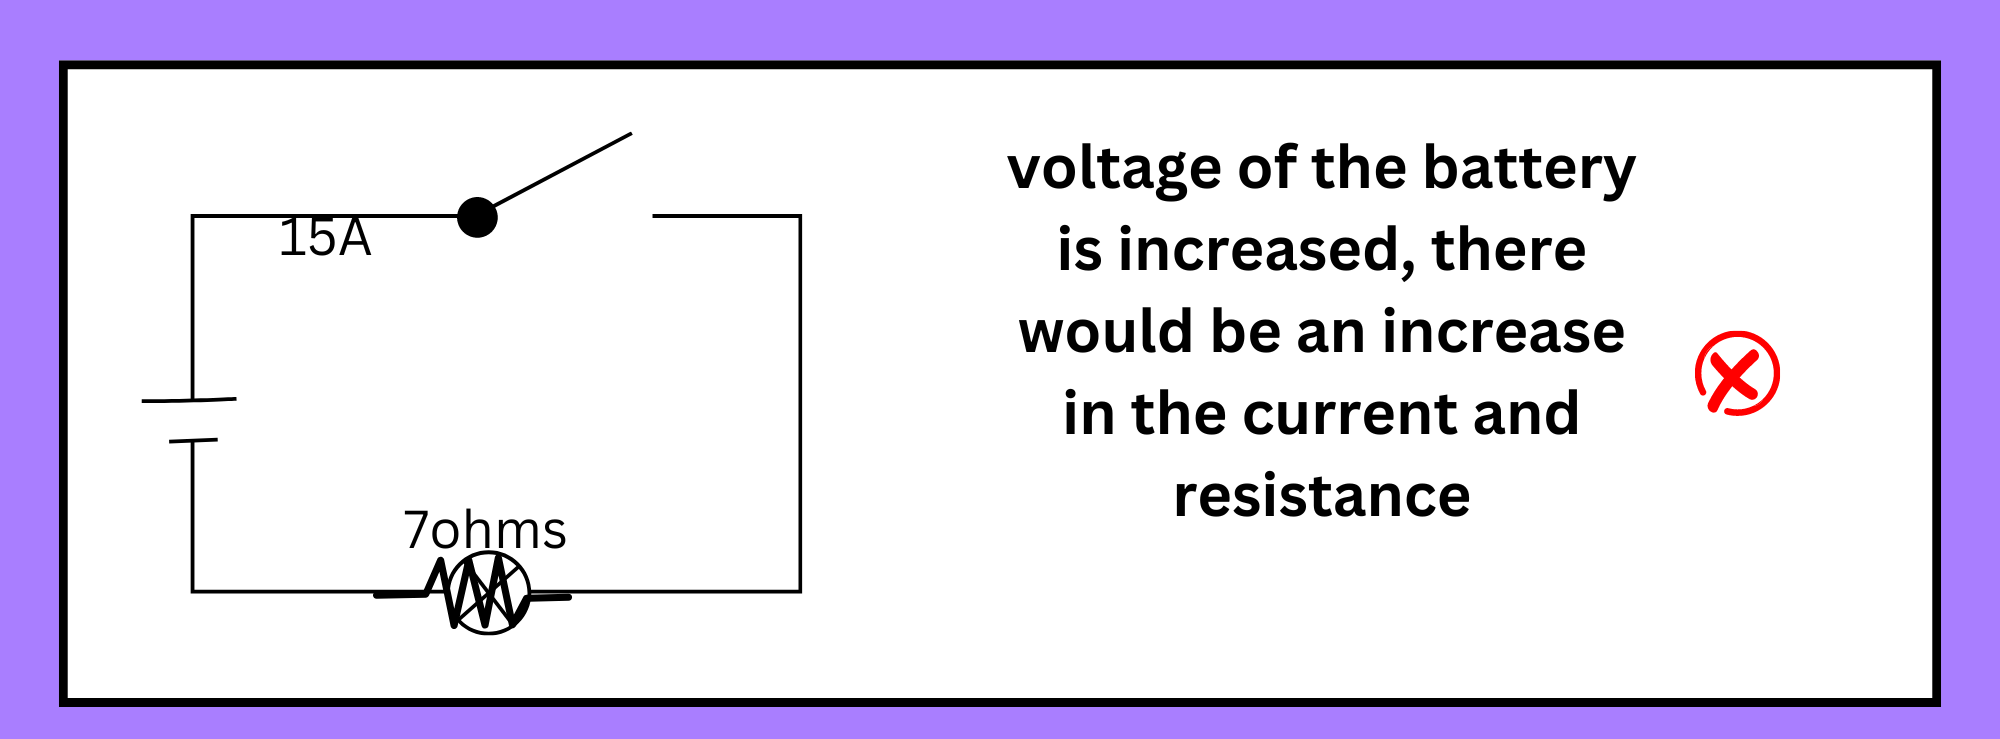 15A
7ohms
voltage of the battery
is increased, there
would be an increase
in the current and
resistance